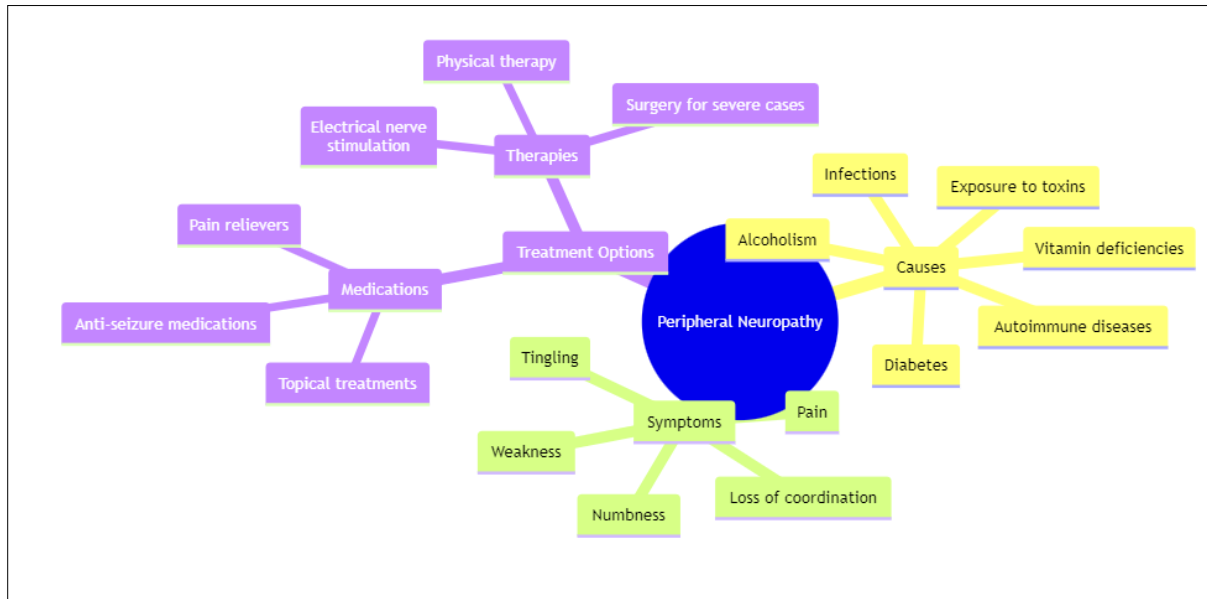 Physical therapy
Surgery for severe cases
Electrical nerve
stimulation
Therapies
Infections
Exposure to toxins
Pain relievers
Treatment Options
Alcoholism
Causes
Vitamin deficiencies
Medications
Anti-seizure medications
Peripheral Neuropathy
Autoimmune diseases
Topical treatments
Tingling
Diabetes
Symptoms
Pain
Weakness
Numbness
Loss of coordination